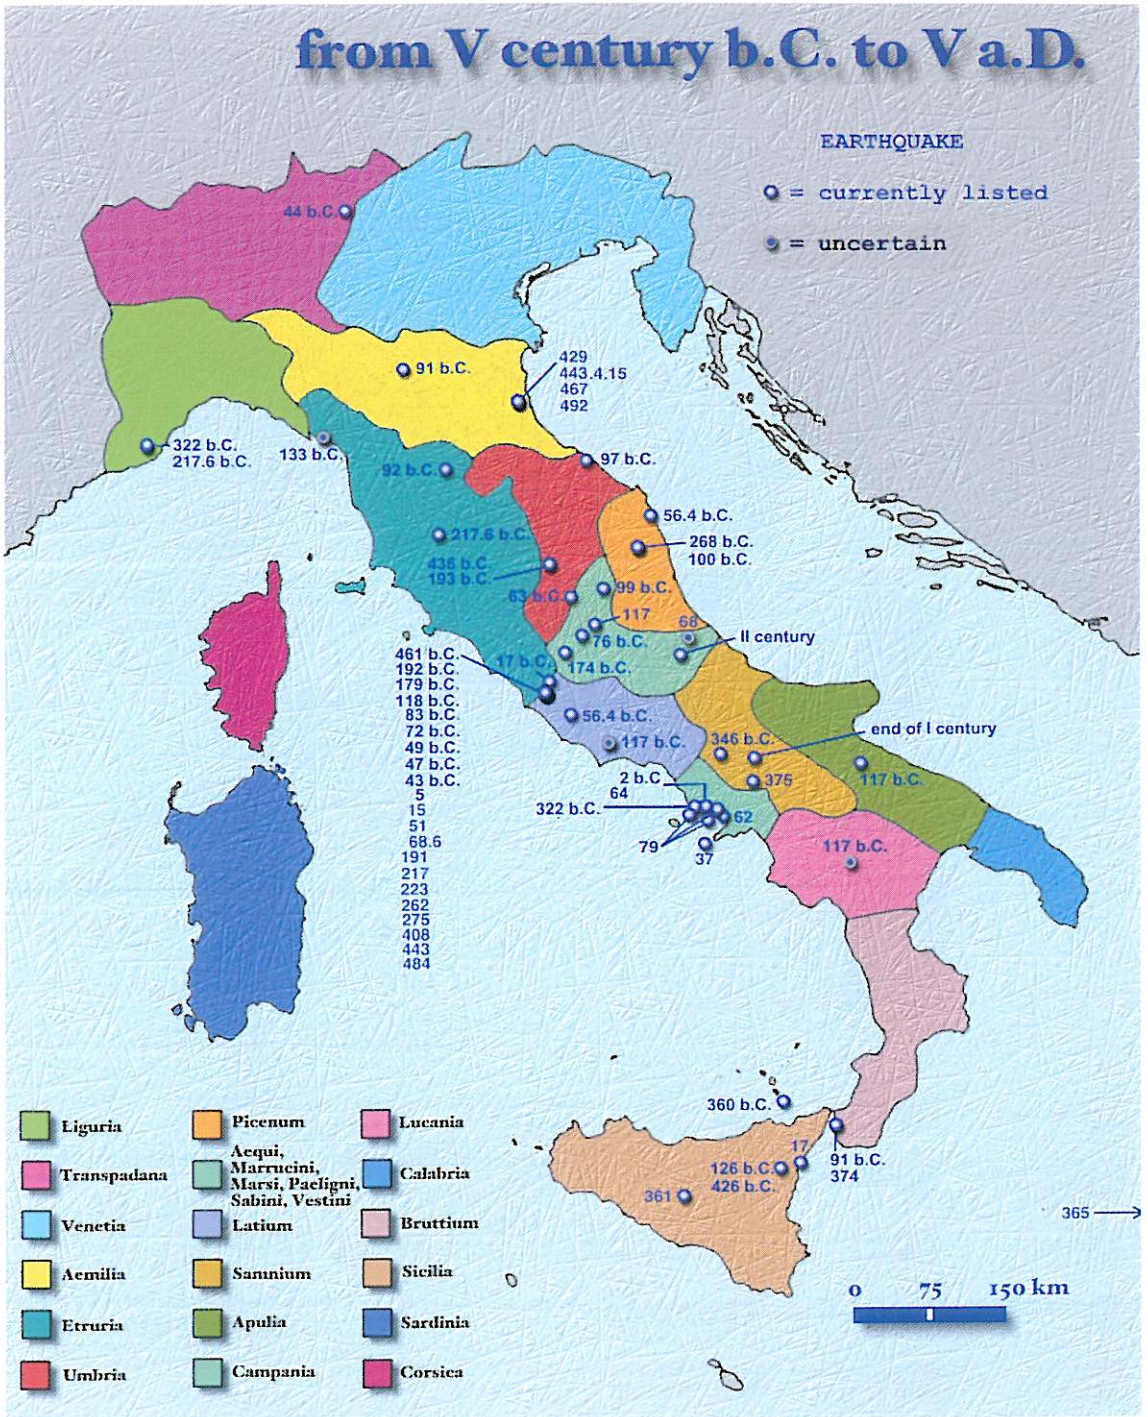 from V century b.C. to V a.D.
EARTHQUAKE
= currently listed
= uncertain
44 b.C.
91 b.C.
429
443.4.15
467
492
322 b.C.
217.6 b.C.
133 b.C.
92 b.C.
97 b.C.
56.4 b.C.
217.6 b.C.
268 b.C.
100 b.C.
436 b.C.
193 b.C.
63 b.C.
99 b.C.
117
68
76 b.C.
II century
174 b.C.
17 b.C.
461 b.C.
192 b.C.
179 b.C.
118 b.C.
83 b.C.
72 b.C.
49 b.C.
47 b.C.
43 b.C.
5
15
51
68.6
191
217
223
262
275
408
443
484
56.4 b.C.
117 b.C.
346 b.C.
end of I century
375
117 b.C.
2 b.C
64
322 b.C.
62
79
37
117 b.C.
360 b.C.
17
91 b.C.
374
126 b.C.
426 b.C.
361
365
0 75 150 km
Liguria
Transpadana
Venetia
Aemilia
Etruria
Umbria
Picenum
Aequi,
Marrucini,
Marsi, Paeligni,
Sabini, Vestini
Latium
Samnium
Apulia
Campania
Lucania
Calabria
Bruttium
Sicilia
Sardinia
Corsica